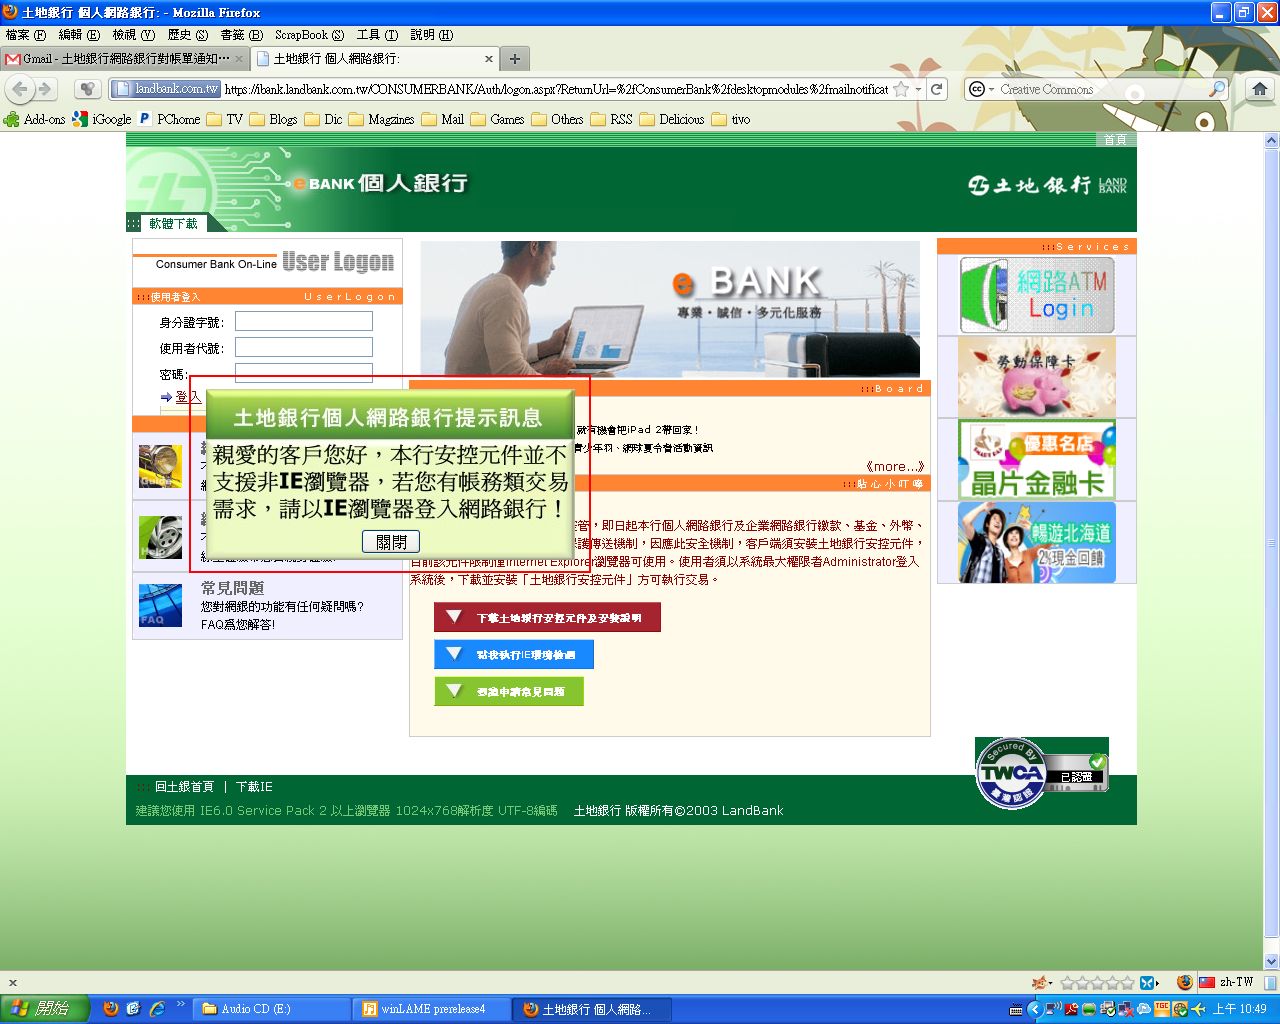 土地銀行 個人網路銀行: - Mozilla Firefox
檔案 (F) 編輯 (E) 檢視 (V) 歷史 (S) 書籤 (B) ScrapBook (S) 工具 (T) 說明 (H)
Gmail - 土地銀行網路銀行對帳單通知… 土地銀行 個人網路銀行:
landbank.com.tw https://ibank.landbank.com.tw/CONSUMERBANK/Auth/logon.aspx?ReturnUrl=%2fConsumerBank%2fdesktopmodules%2fmailnotificat Creative Commons
Add-ons iGoogle PChome TV Blogs Dic Magzines Mail Games Others RSS Delicious tivo
首頁
eBANK 個人銀行
土地銀行 LAND BANK
軟體下載
Consumer Bank On-Line User Logon
使用者登入 UserLogon
身分證字號:
使用者代號:
密碼:
登入
土地銀行個人網路銀行提示訊息
親愛的客戶您好，本行安控元件並不
支援非IE瀏覽器，若您有帳務類交易
需求，請以IE瀏覽器登入網路銀行！
關閉
Guide
Help
FAQ
常見問題
您對網銀的功能有任何疑問嗎?
FAQ為您解答!
e BANK
專業・誠信・多元化服務
Board
就有機會把iPad 2帶回家！
青少年羽、網球夏令營活動資訊
《more...》
貼心小叮嚀
，即日起本行個人網路銀行及企業網路銀行繳款、基金、外幣、
傳送機制，因應此安全機制，客戶端須安裝土地銀行安控元件，
目前該元件限制僅Internet Explorer瀏覽器可使用。使用者須以系統最大權限者Administrator登入
系統後，下載並安裝「土地銀行安控元件」方可執行交易。
下載土地銀行安控元件及安裝說明
點我執行IE環境檢測
憑證申請常見問題
Services
網路ATM
Login
勞動保障卡
優惠名店
晶片金融卡
暢遊北海道
2%現金回饋
Secured By
TWCA
已認證
回土銀首頁 | 下載IE
建議您使用 IE6.0 Service Pack 2 以上瀏覽器 1024x768解析度 UTF-8編碼 土地銀行 版權所有©2003 LandBank
zh-TW
開始 Audio CD (E:) winLAME prerelease4 土地銀行 個人網路... 上午 10:49